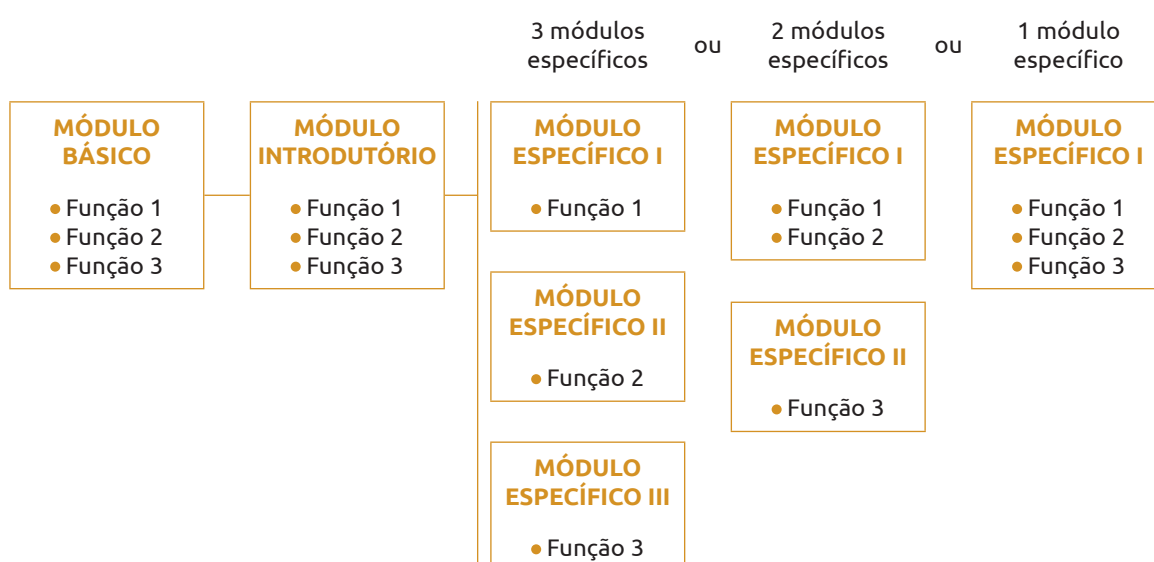 3 módulos
específicos
ou
2 módulos
específicos
ou
1 módulo
específico
MÓDULO
BÁSICO
• Função 1
• Função 2
• Função 3
MÓDULO
INTRODUTÓRIO
• Função 1
• Função 2
• Função 3
MÓDULO
ESPECÍFICO I
• Função 1
MÓDULO
ESPECÍFICO II
• Função 2
MÓDULO
ESPECÍFICO III
• Função 3
MÓDULO
ESPECÍFICO I
• Função 1
• Função 2
MÓDULO
ESPECÍFICO II
• Função 3
MÓDULO
ESPECÍFICO I
• Função 1
• Função 2
• Função 3